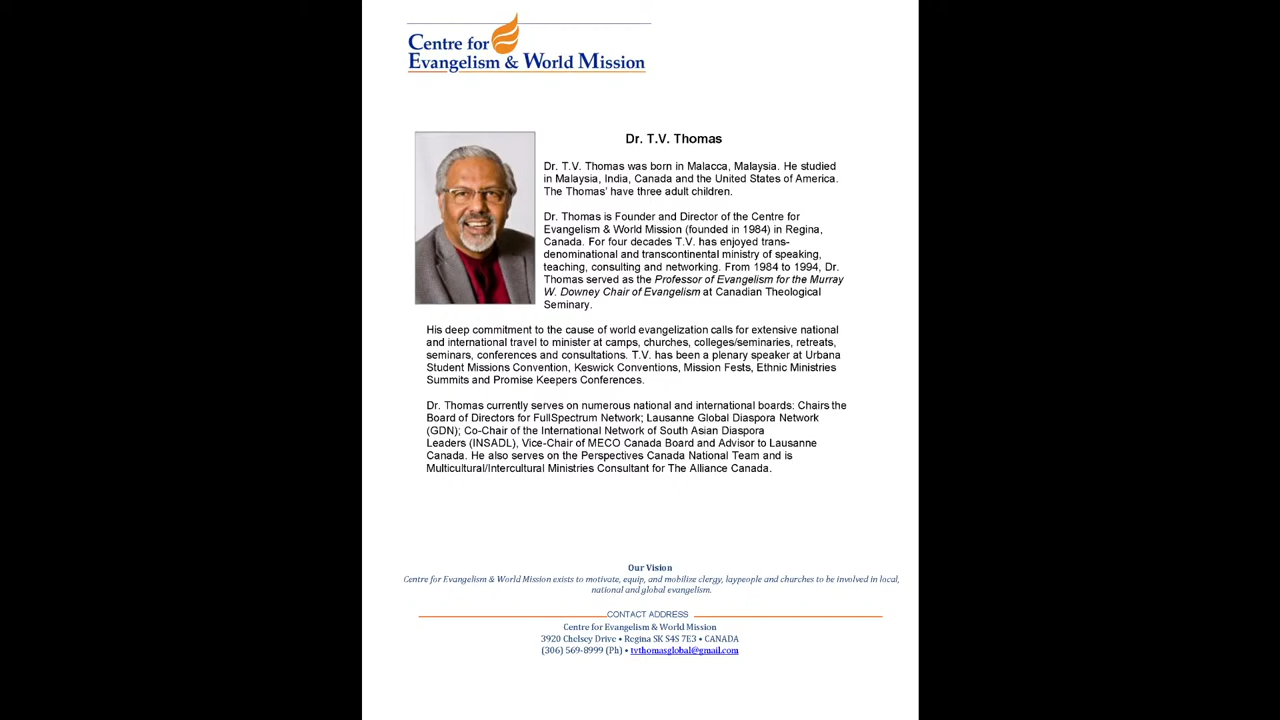 Centre for
Evangelism & World Mission
Dr. T.V. Thomas
Dr. T.V. Thomas was born in Malacca, Malaysia. He studied
in Malaysia, India, Canada and the United States of America.
The Thomas' have three adult children.
Dr. Thomas is Founder and Director of the Centre for
Evangelism & World Mission (founded in 1984) in Regina,
Canada. For four decades T.V. has enjoyed trans-
denominational and transcontinental ministry of speaking,
teaching, consulting and networking. From 1984 to 1994, Dr.
Thomas served as the Professor of Evangelism for the Murray
W. Downey Chair of Evangelism at Canadian Theological
Seminary.
His deep commitment to the cause of world evangelization calls for extensive national
and international travel to minister at camps, churches, colleges/seminaries, retreats,
seminars, conferences and consultations. T.V. has been a plenary speaker at Urbana
Student Missions Convention, Keswick Conventions, Mission Fests, Ethnic Ministries
Summits and Promise Keepers Conferences.
Dr. Thomas currently serves on numerous national and international boards: Chairs the
Board of Directors for FullSpectrum Network; Lausanne Global Diaspora Network
(GDN); Co-Chair of the International Network of South Asian Diaspora
Leaders (INSADL), Vice-Chair of MECO Canada Board and Advisor to Lausanne
Canada. He also serves on the Perspectives Canada National Team and is
Multicultural/Intercultural Ministries Consultant for The Alliance Canada.
Our Vision
Centre for Evangelism & World Mission exists to motivate, equip, and mobilize clergy, laypeople and churches to be involved in local,
national and global evangelism.
CONTACT ADDRESS
Centre for Evangelism & World Mission
3920 Chelsey Drive • Regina SK S4S 7E3 • CANADA
(306) 569-8999 (Ph) • tvthomasglobal@gmail.com